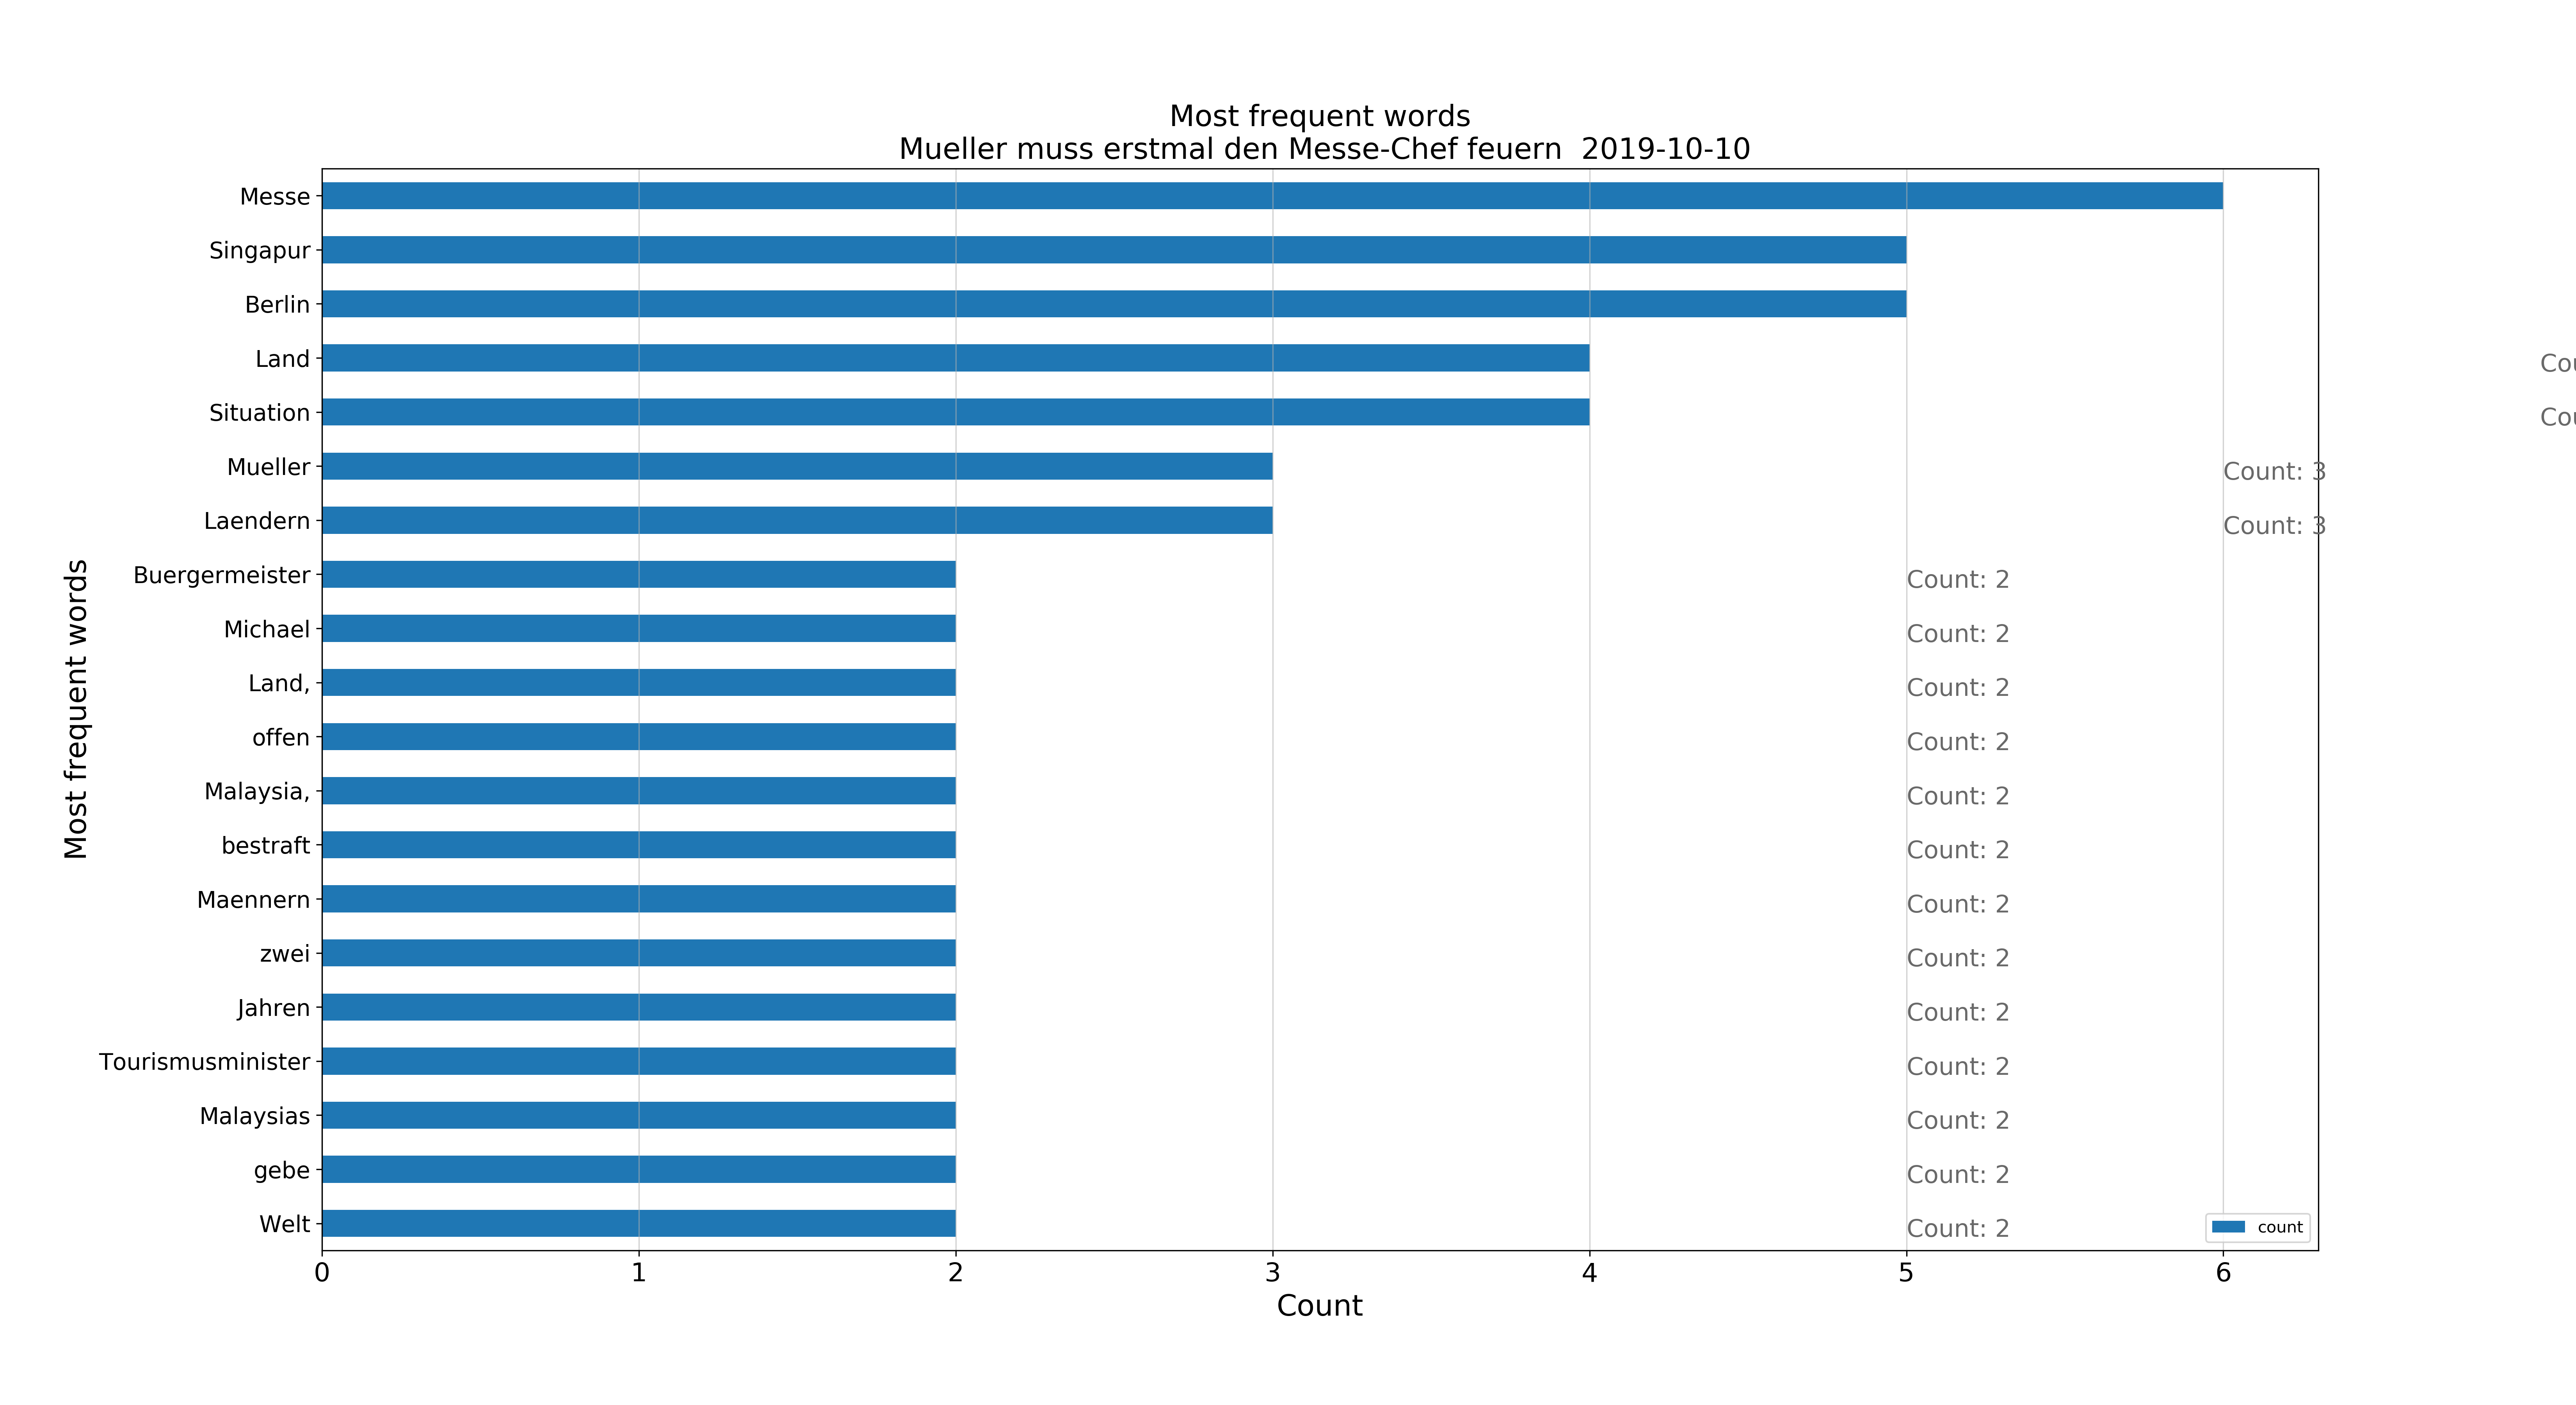 Most frequent words
Mueller muss erstmal den Messe-Chef feuern  2019-10-10
Most frequent words
Messe
Singapur
Berlin
Land
Cou
Situation
Cou
Mueller
Count: 3
Laendern
Count: 3
Buergermeister
Count: 2
Michael
Count: 2
Land,
Count: 2
offen
Count: 2
Malaysia,
Count: 2
bestraft
Count: 2
Maennern
Count: 2
zwei
Count: 2
Jahren
Count: 2
Tourismusminister
Count: 2
Malaysias
Count: 2
gebe
Count: 2
Welt
Count: 2
count
0 1 2 3 4 5 6
Count